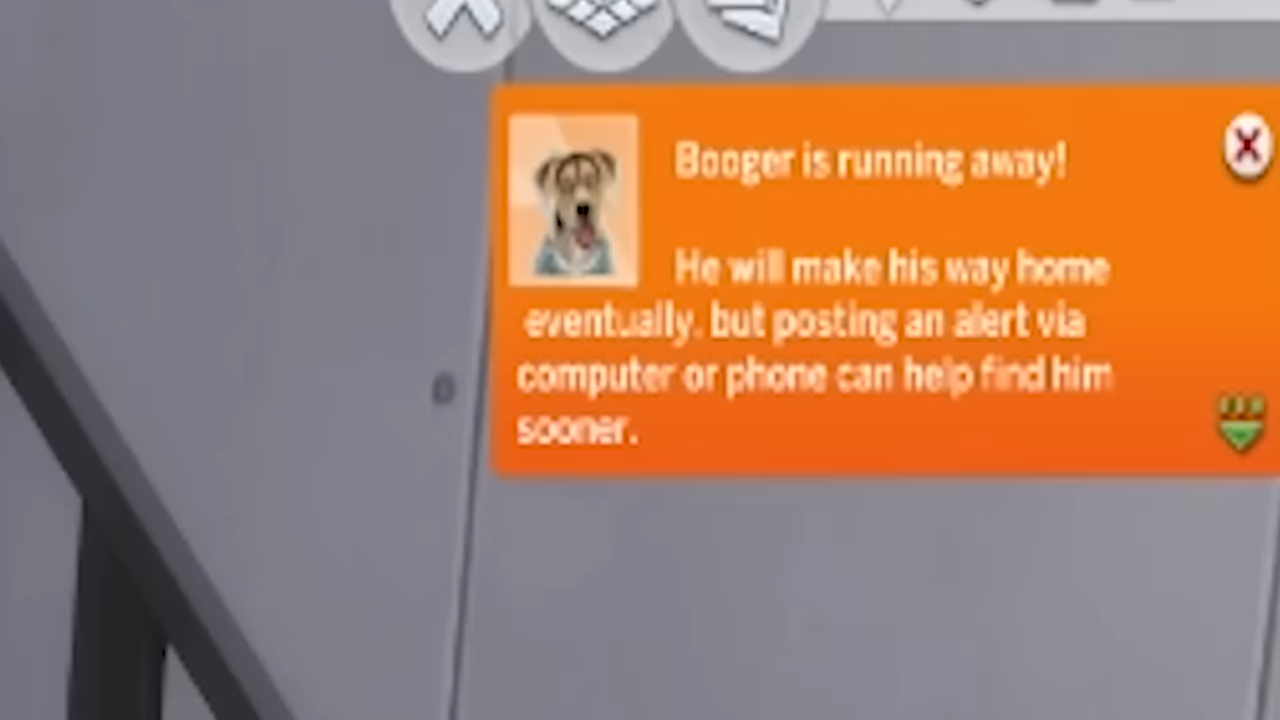 Booger is running away!
He will make his way home
eventually, but posting an alert via
computer or phone can help find him
sooner.